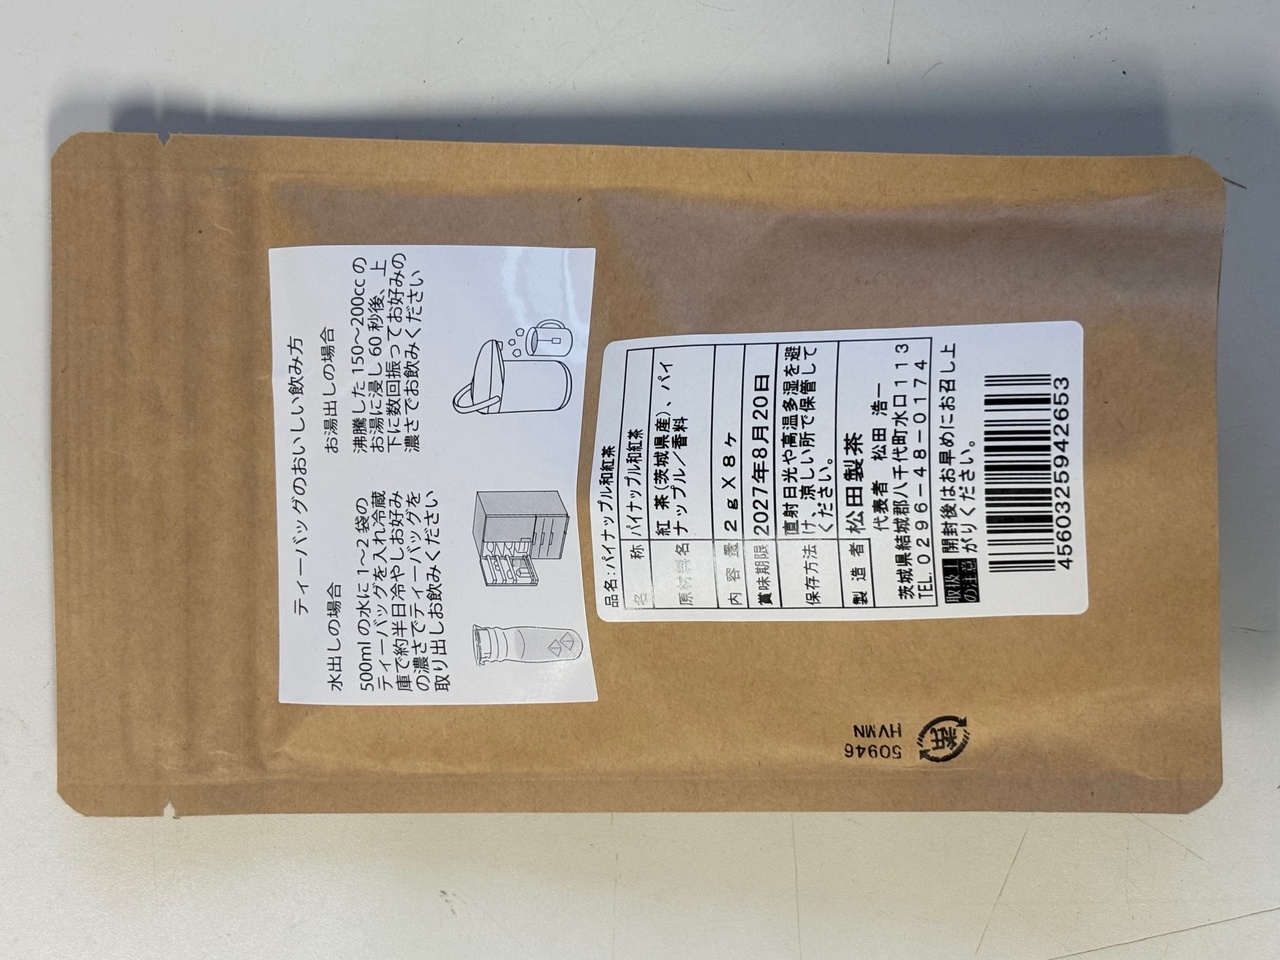 ティーバッグのおいしい飲み方
水出しの場合
500mlの水に1〜2袋の
ティーバッグを入れ冷蔵
庫で約半日冷やしお好み
の濃さでティーバッグを
取り出しお飲みください
お湯出しの場合
沸騰した150〜200ccの
お湯に浸し60秒後、上
下に数回振ってお好みの
濃さでお飲みください
品名:パイナップル和紅茶
名称 パイナップル和紅茶
原材料名 紅茶(茨城県産)、パイ
ナップル/香料
内容量 2gX8ヶ
賞味期限 2027年8月20日
保存方法 直射日光や高温多湿を避
け、涼しい所で保管して
ください。
製造者 松田製茶
代表者 松田 浩一
茨城県結城郡八千代町水口113
TEL.0296-48-0174
取扱上の注意 開封後はお早めにお召し上
がりください。
4560325942653
50946
HVMN